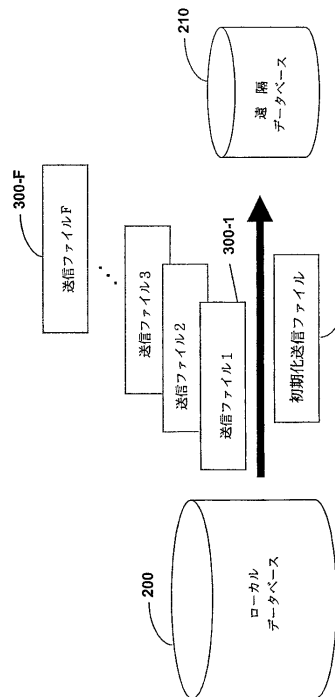 200
ローカル
データベース
送信ファイル1
300-1
送信ファイル2
送信ファイル3
送信ファイルF
300-F
初期化送信ファイル
210
遠隔
データベース